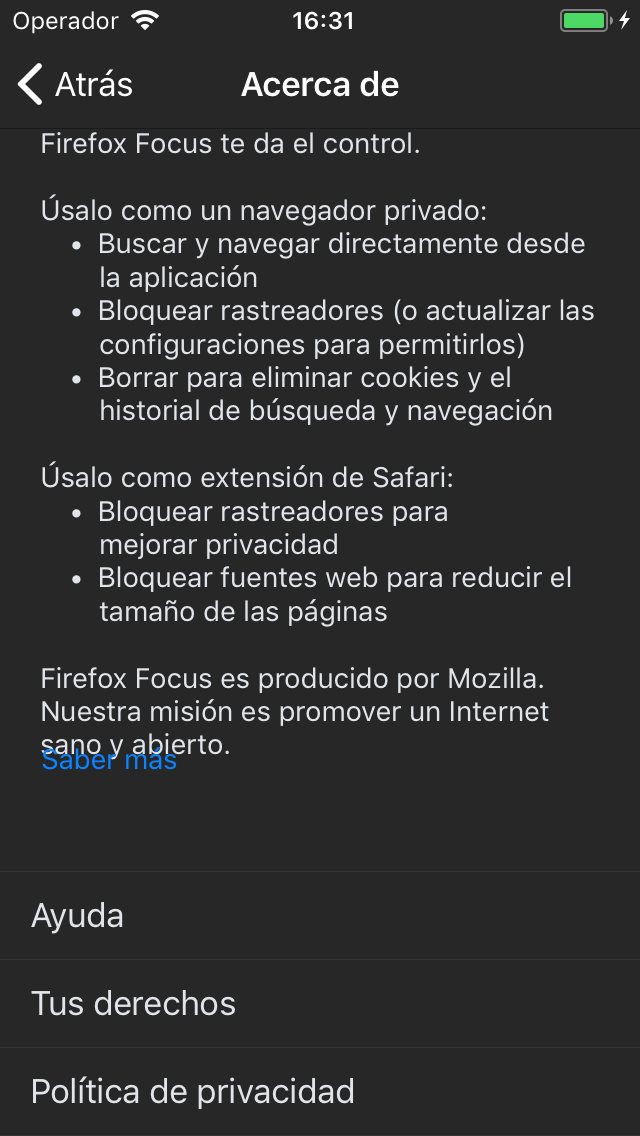 Operador 16:31
Atrás Acerca de
Firefox Focus te da el control.
Úsalo como un navegador privado:
• Buscar y navegar directamente desde
la aplicación
• Bloquear rastreadores (o actualizar las
configuraciones para permitirlos)
• Borrar para eliminar cookies y el
historial de búsqueda y navegación
Úsalo como extensión de Safari:
• Bloquear rastreadores para
mejorar privacidad
• Bloquear fuentes web para reducir el
tamaño de las páginas
Firefox Focus es producido por Mozilla.
Nuestra misión es promover un Internet
sano y abierto.
Saber más
Ayuda
Tus derechos
Política de privacidad